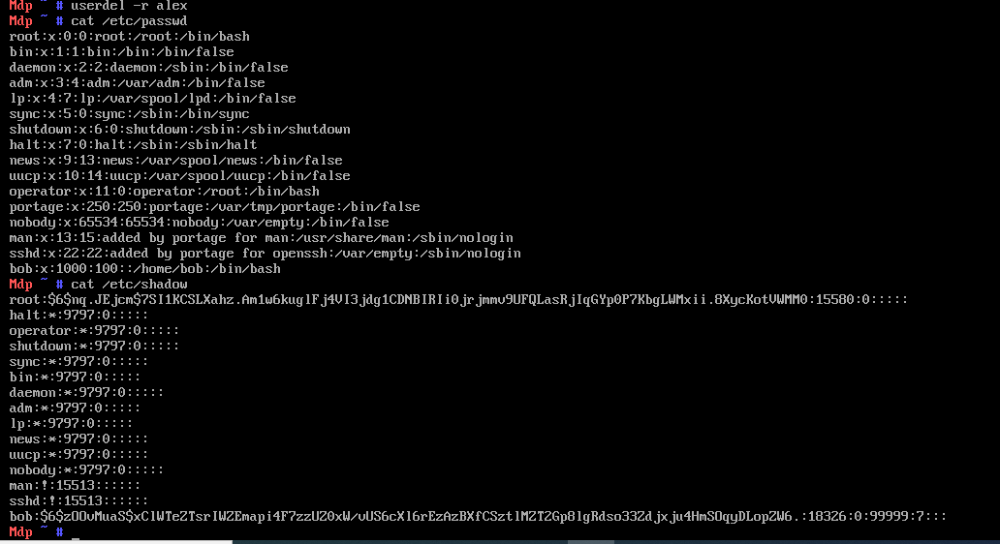 Mdp ~ # userdel -r alex
Mdp ~ # cat /etc/passwd
root:x:0:0:root:/root:/bin/bash
bin:x:1:1:bin:/bin:/bin/false
daemon:x:2:2:daemon:/sbin:/bin/false
adm:x:3:4:adm:/var/adm:/bin/false
lp:x:4:7:lp:/var/spool/lpd:/bin/false
sync:x:5:0:sync:/sbin:/bin/sync
shutdown:x:6:0:shutdown:/sbin:/sbin/shutdown
halt:x:7:0:halt:/sbin:/sbin/halt
news:x:9:13:news:/var/spool/news:/bin/false
uucp:x:10:14:uucp:/var/spool/uucp:/bin/false
operator:x:11:0:operator:/root:/bin/bash
portage:x:250:250:portage:/var/tmp/portage:/bin/false
nobody:x:65534:65534:nobody:/var/empty:/bin/false
man:x:13:15:added by portage for man:/usr/share/man:/sbin/nologin
sshd:x:22:22:added by portage for openssh:/var/empty:/sbin/nologin
bob:x:1000:100::/home/bob:/bin/bash
Mdp ~ # cat /etc/shadow
root:$6$nq.JEjcm$7SI1KCSLXahz.Am1w6kuglFj4VI3jdg1CDNBIRIi0jrjmmv9UFQLasRjIqGYp0P7KbgLWMxii.8XycKotVWMM0:15580:0:::::
halt:*:9797:0:::::
operator:*:9797:0:::::
shutdown:*:9797:0:::::
sync:*:9797:0:::::
bin:*:9797:0:::::
daemon:*:9797:0:::::
adm:*:9797:0:::::
lp:*:9797:0:::::
news:*:9797:0:::::
uucp:*:9797:0:::::
nobody:*:9797:0:::::
man:!:15513::::::
sshd:!:15513::::::
bob:$6$zOOvMuaS$xClWTeZTsrIWZEmapi4F7zzUZ0xW/vUS6cXl6rEzAzBXfCSztlMZTZGp8lgRdso33Zdjxju4HmSOqyDLopZW6.:18326:0:99999:7:::
Mdp ~ #